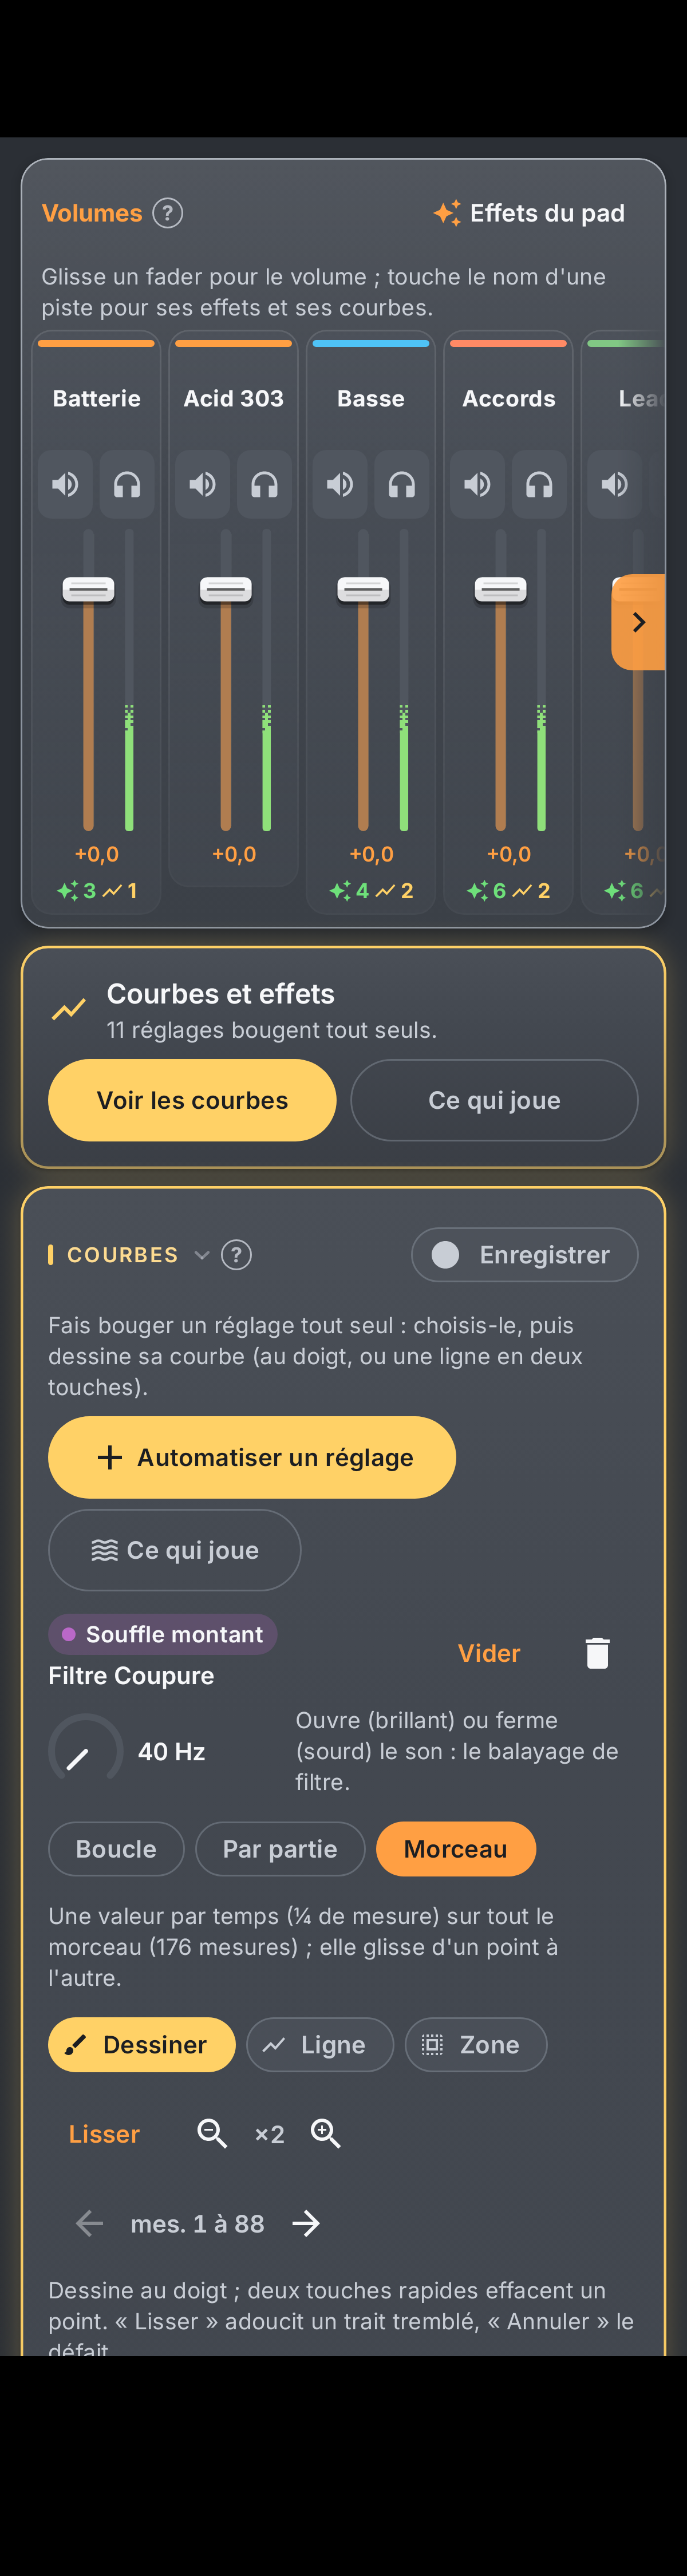 Volumes ? Effets du pad
Glisse un fader pour le volume ; touche le nom d'une
piste pour ses effets et ses courbes.
Batterie Acid 303 Basse Accords
+0,0 +0,0 +0,0 +0,0 +0,0
3 1 4 2 6 2 6
Courbes et effets
11 réglages bougent tout seuls.
Voir les courbes Ce qui joue
COURBES ? Enregistrer
Fais bouger un réglage tout seul : choisis-le, puis
dessine sa courbe (au doigt, ou une ligne en deux
touches).
Automatiser un réglage
Ce qui joue
Souffle montant
Filtre Coupure
Vider
40 Hz
Ouvre (brillant) ou ferme
(sourd) le son : le balayage de
filtre.
Boucle Par partie Morceau
Une valeur par temps (¼ de mesure) sur tout le
morceau (176 mesures) ; elle glisse d'un point à
l'autre.
Dessiner Ligne Zone
Lisser ×2
mes. 1 à 88
Dessine au doigt ; deux touches rapides effacent un
point. « Lisser » adoucit un trait tremblé, « Annuler » le
défait